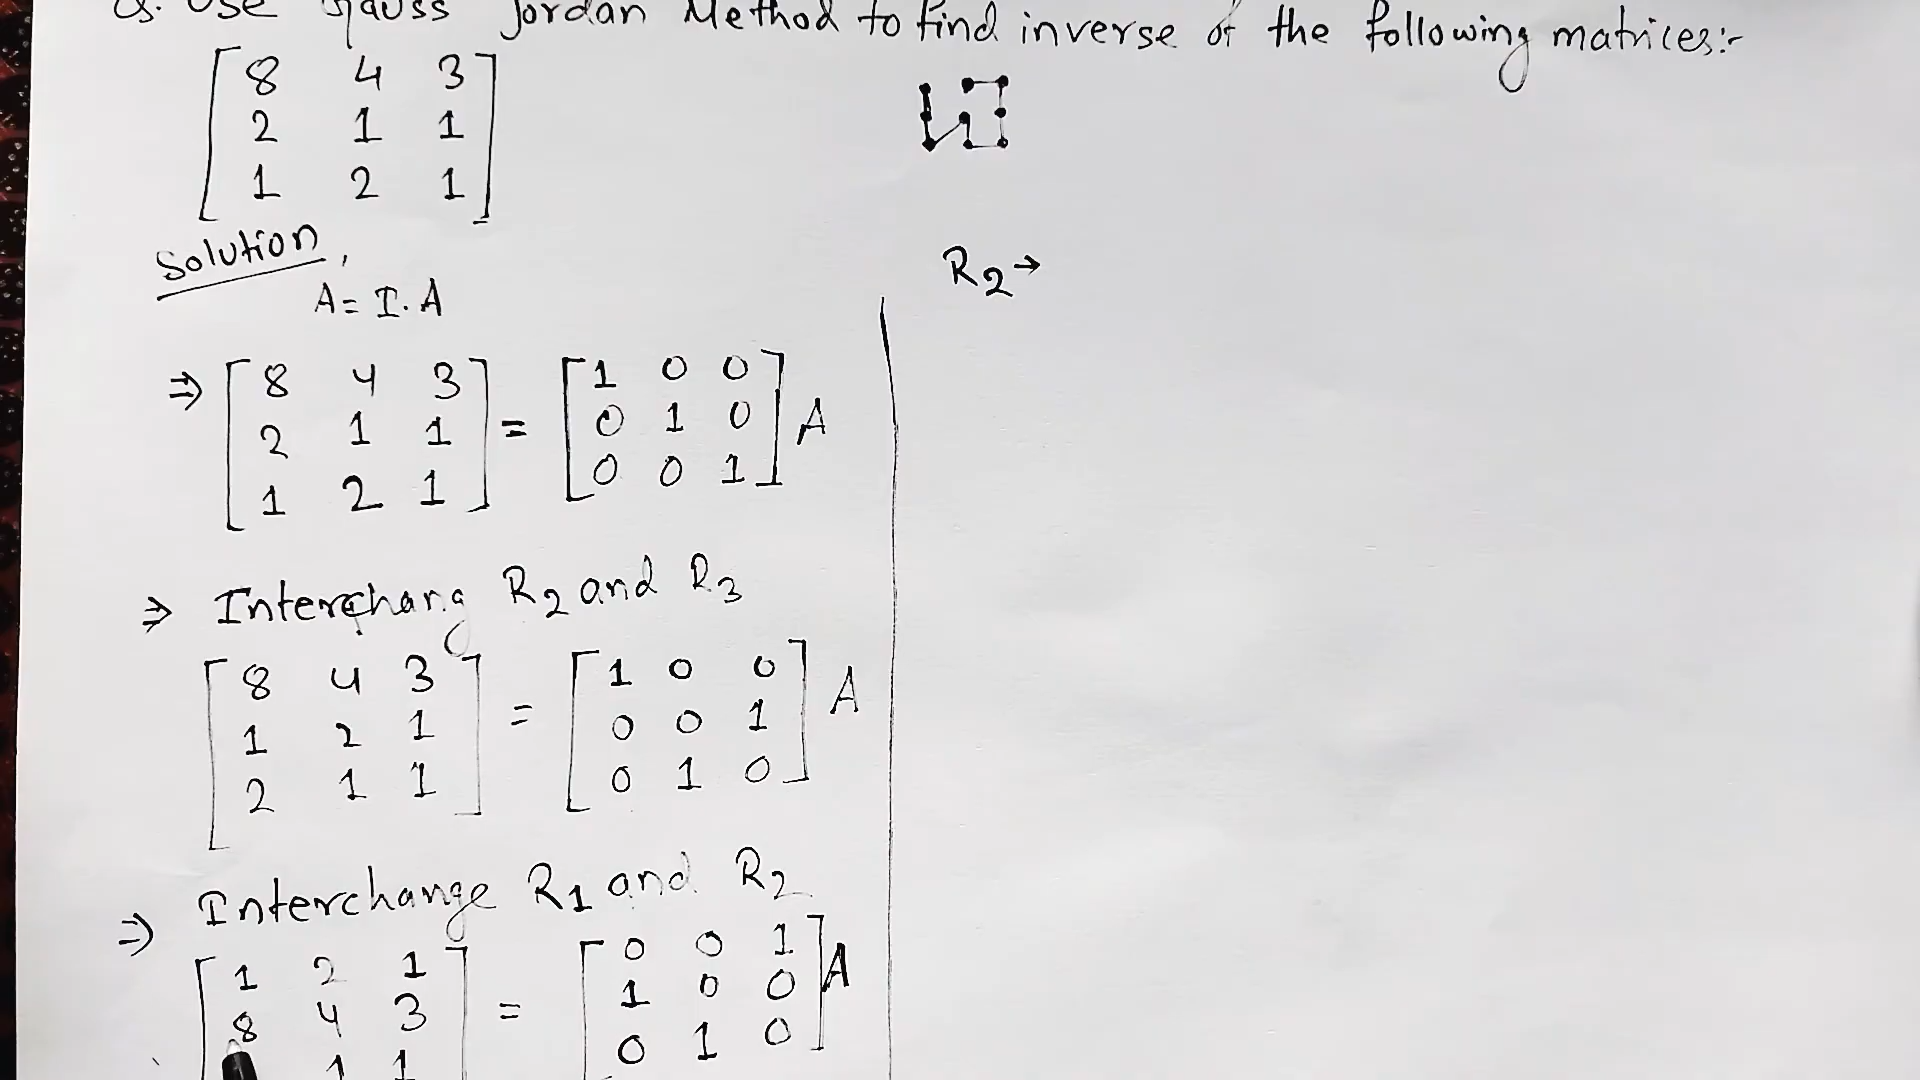 Q. Use Gauss Jordan Method to find inverse of the following matrices:-
8 4 3
2 1 1
1 2 1
Solution,
A = I. A
⇒ [8 4 3 = [1 0 0
2 1 1 0 1 0 A
1 2 1] 0 0 1]
⇒ Interchang R2 and R3
8 4 3 = 1 0 0 A
1 2 1 0 0 1
2 1 1 0 1 0
⇒ Interchange R1 and R2
1 2 1 = 0 0 1 A
8 4 3 1 0 0
1 1 0 1 0
R2 →